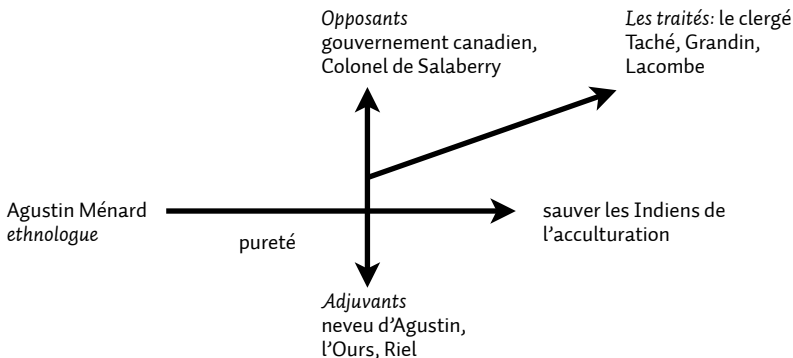 Opposants
gouvernement canadien,
Colonel de Salaberry
Les traités: le clergé
Taché, Grandin,
Lacombe
Agustin Ménard
ethnologue
pureté
sauver les Indiens de
l’acculturation
Adjuvants
neveu d’Agustin,
l’Ours, Riel